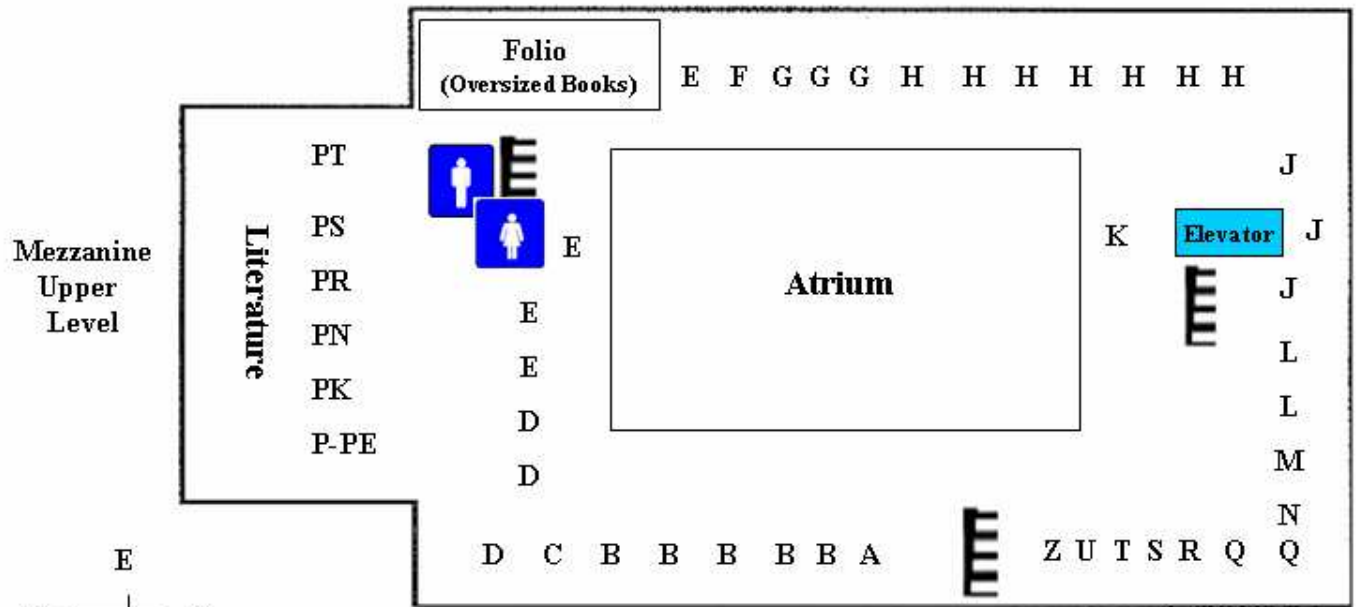 Folio
(Oversized Books)
E F G G G H H H H H H H
PT
PS
PR
PN
PK
P-PE
Literature
Mezzanine
Upper
Level
E
E
E
D
D
Atrium
K
Elevator
J
J
J
L
L
M
N
D C B B B B B A
Z U T S R Q Q
E